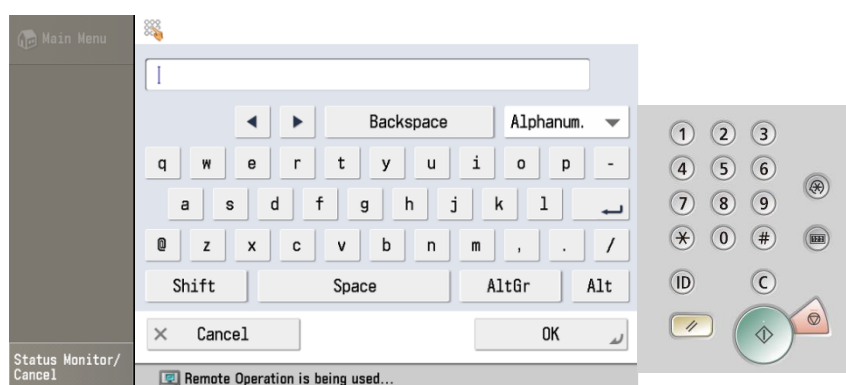 Main Menu
Backspace Alphanum.
q w e r t y u i o p -
a s d f g h j k l
@ z x c v b n m , . /
Shift Space AltGr Alt
× Cancel OK
Status Monitor/
Cancel
Remote Operation is being used...
1 2 3
4 5 6
7 8 9
* 0 #
ID C